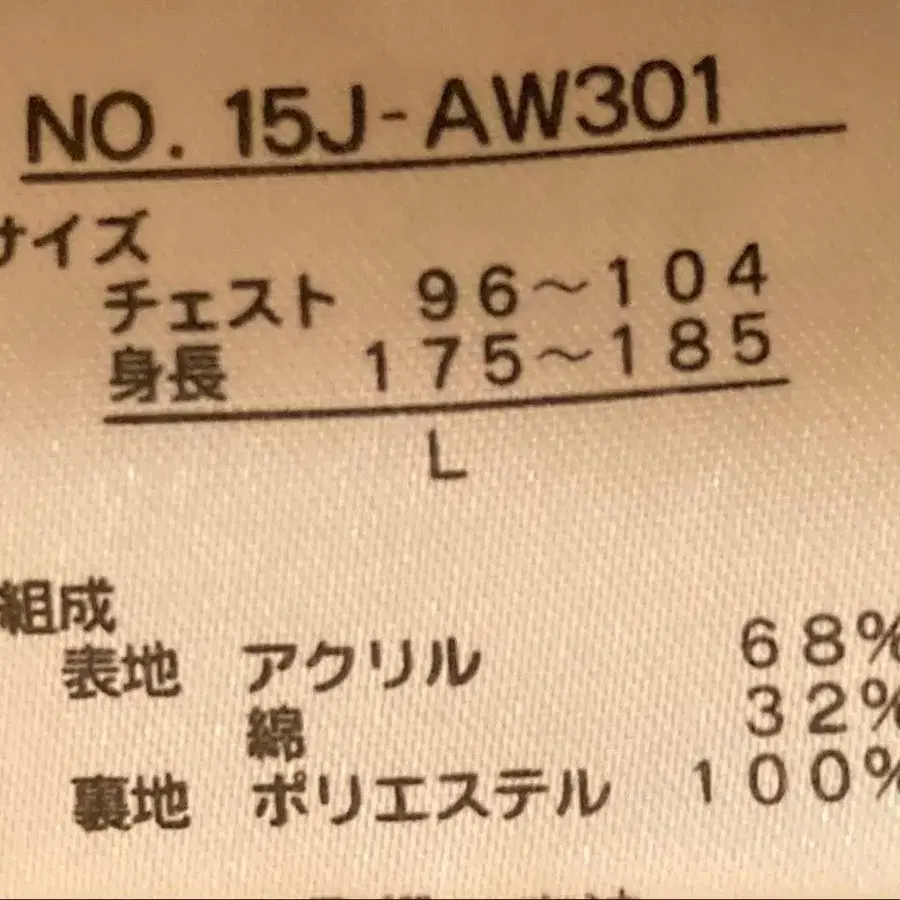 NO. 15J-AW301
サイズ
チェスト 96～104
身長 175～185
L
組成
表地 アクリル 68%
綿 32%
裏地 ポリエステル 100%